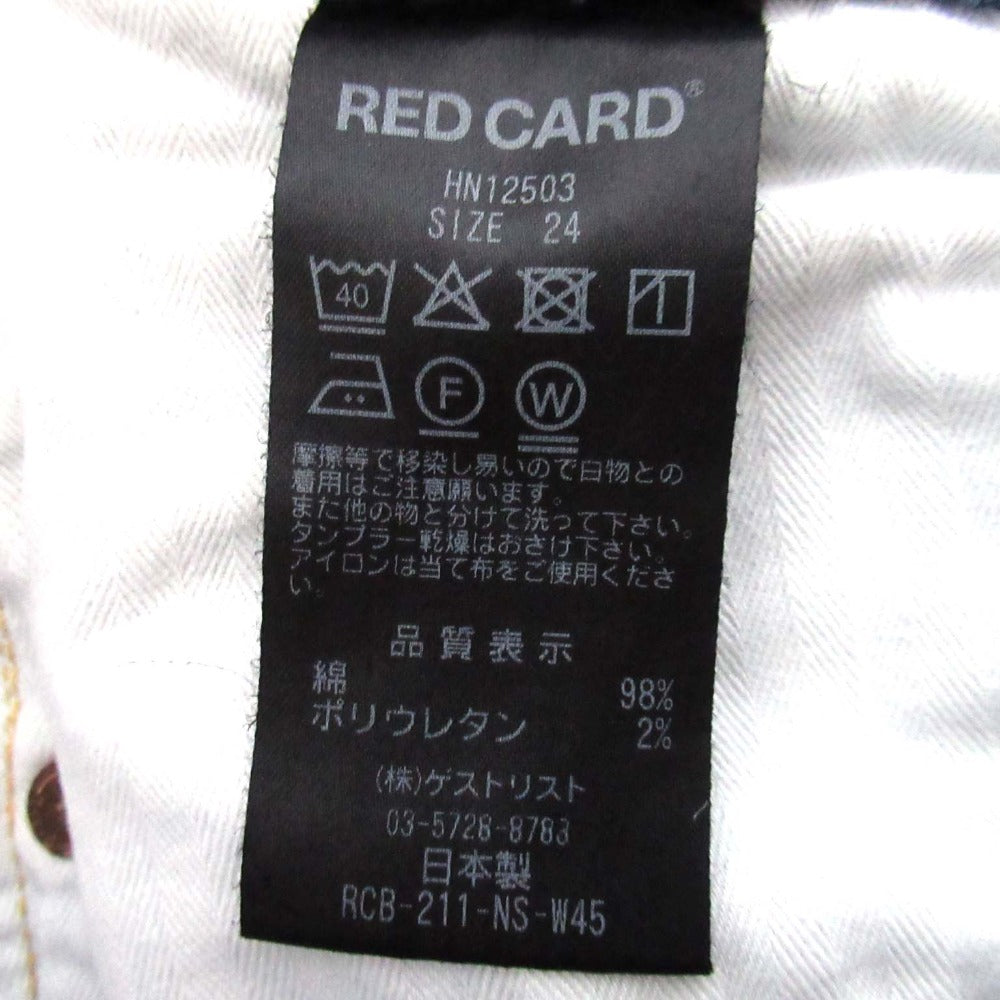 RED CARD®
HN12503
SIZE 24
40
F W
摩擦等で移染し易いので白物との
着用はご注意願います。
また他の物と分けて洗って下さい。
タンブラー乾燥はおさけ下さい。
アイロンは当て布をご使用くださ
い。
品質表示
綿 98%
ポリウレタン 2%
(株)ゲストリスト
03-5728-8788
日本製
RCB-211-NS-W45